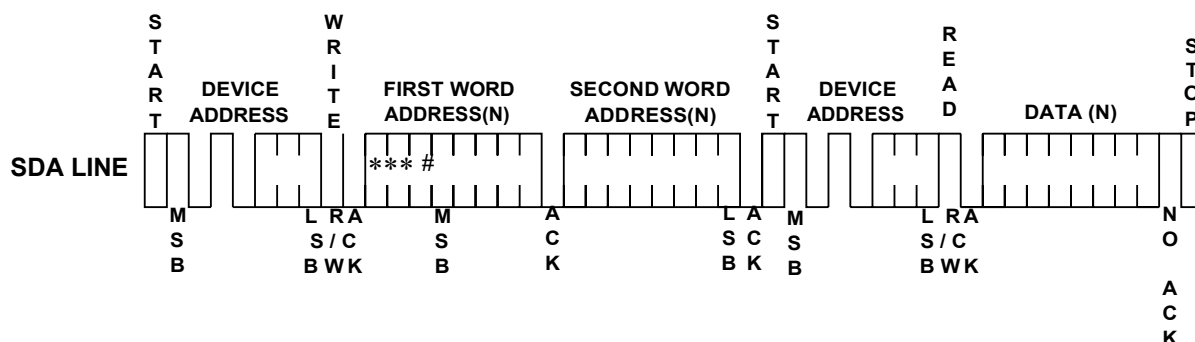 START
WRITE
START
READ
STOP
DEVICE
ADDRESS
FIRST WORD
ADDRESS(N)
SECOND WORD
ADDRESS(N)
DEVICE
ADDRESS
DATA (N)
SDA LINE
*** #
MSB
LSB
R/W
ACK
MSB
ACK
LSB
ACK
MSB
LSB
R/W
ACK
NO ACK